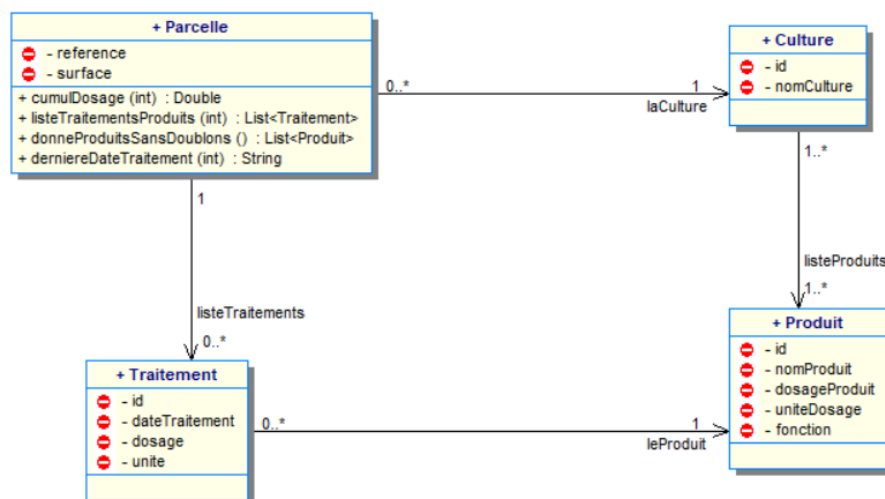 + Parcelle
- reference
- surface
+ cumulDosage (int) : Double
+ listeTraitementsProduits (int) : List<Traitement>
+ donneProduitsSansDoublons () : List<Produit>
+ derniereDateTraitement (int) : String
0..*
1
laCulture
+ Culture
- id
- nomCulture
1
listeTraitements
0..*
1..*
listeProduits
1..*
+ Traitement
- id
- dateTraitement
- dosage
- unite
0..*
1
leProduit
+ Produit
- id
- nomProduit
- dosageProduit
- uniteDosage
- fonction